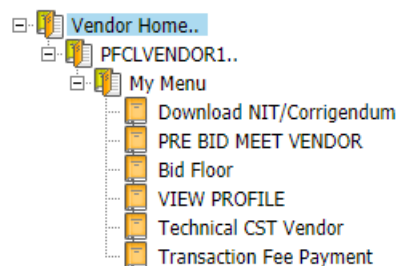 Vendor Home..
PFCLVENDOR1..
My Menu
Download NIT/Corrigendum
PRE BID MEET VENDOR
Bid Floor
VIEW PROFILE
Technical CST Vendor
Transaction Fee Payment